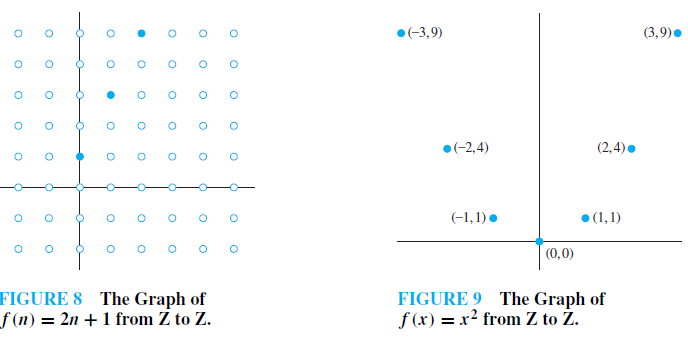 (−3,9)
(3,9)
(−2,4)
(2,4)
(−1,1)
(1,1)
(0,0)
FIGURE 8 The Graph of
f (n) = 2n + 1 from Z to Z.
FIGURE 9 The Graph of
f (x) = x² from Z to Z.